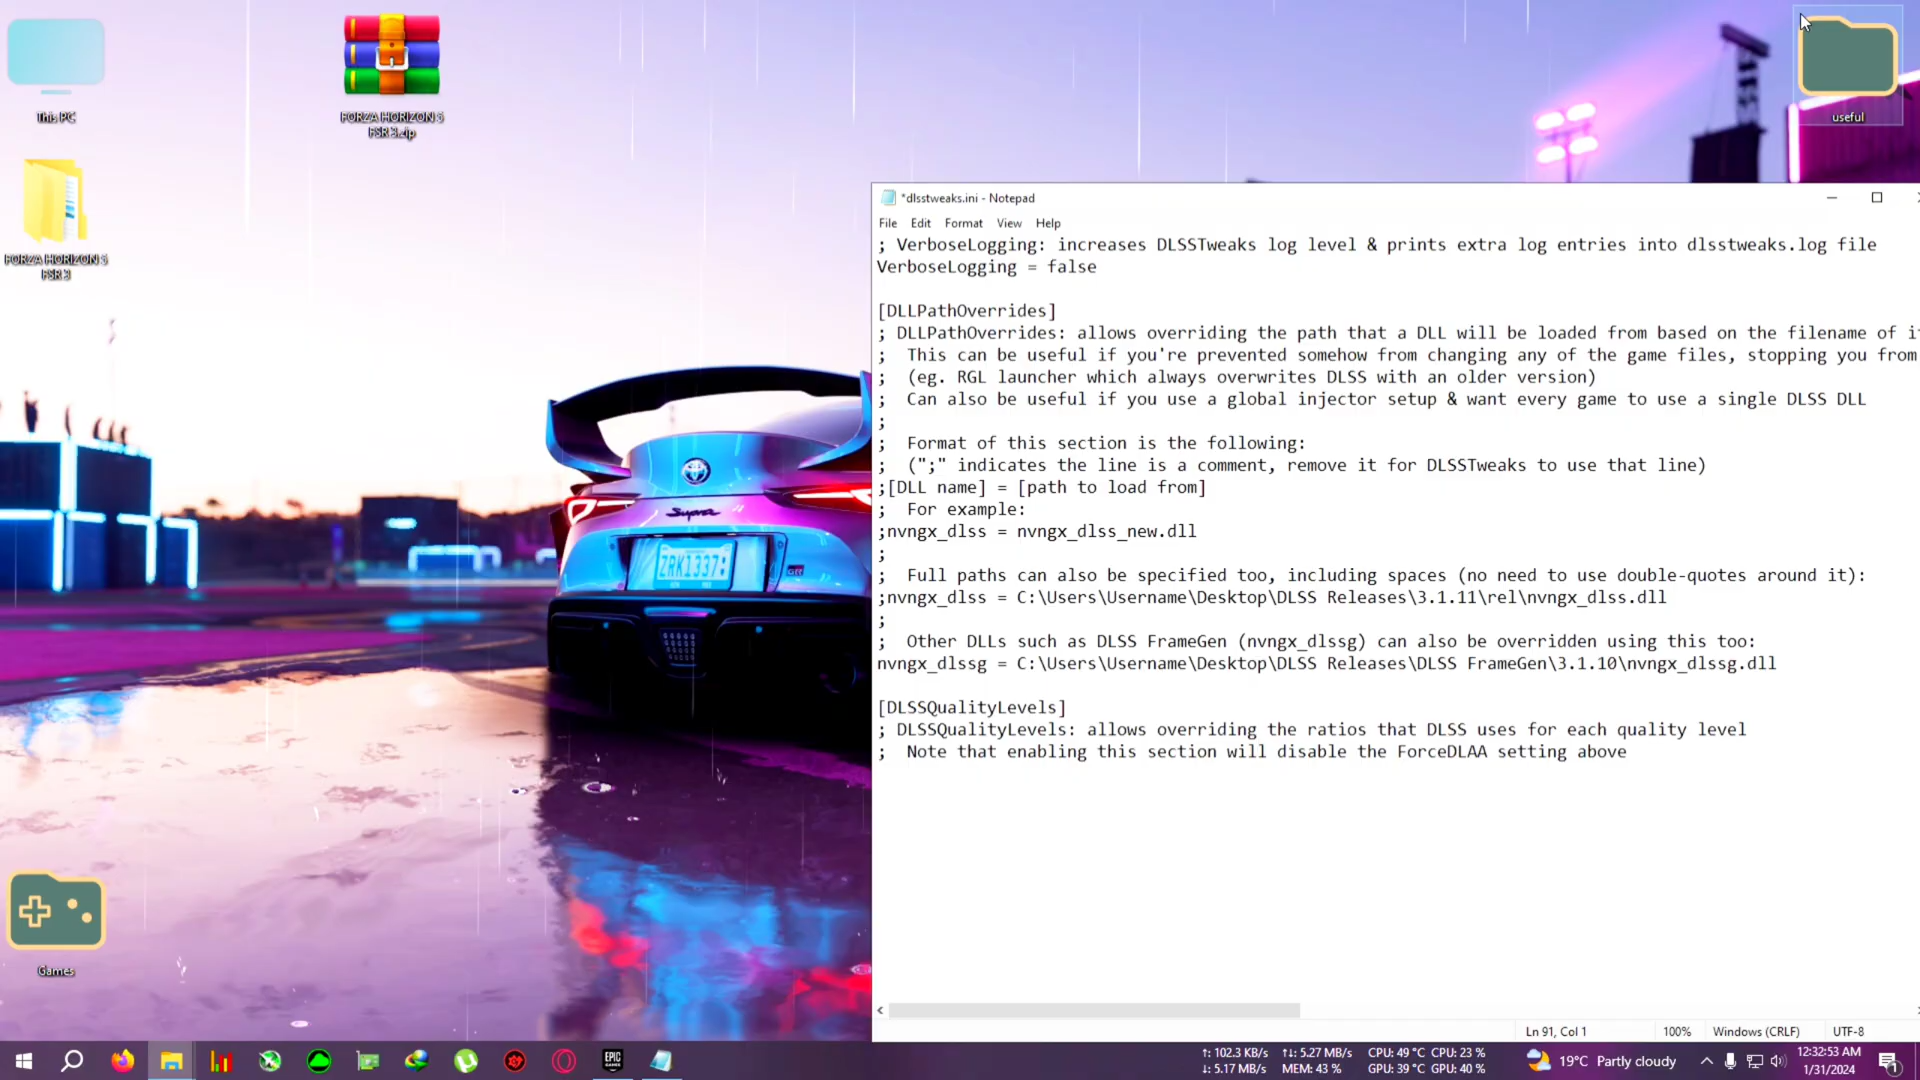 This PC
FORZA HORIZON 5
FSR 3.zip
useful
FORZA HORIZON 5
FSR 3
*dlsstweaks.ini - Notepad
File Edit Format View Help
; VerboseLogging: increases DLSSTweaks log level & prints extra log entries into dlsstweaks.log file
VerboseLogging = false
[DLLPathOverrides]
; DLLPathOverrides: allows overriding the path that a DLL will be loaded from based on the filename of
;  This can be useful if you're prevented somehow from changing any of the game files, stopping you from
;  (eg. RGL launcher which always overwrites DLSS with an older version)
;  Can also be useful if you use a global injector setup & want every game to use a single DLSS DLL
;
;  Format of this section is the following:
;  (";" indicates the line is a comment, remove it for DLSSTweaks to use that line)
;[DLL name] = [path to load from]
;  For example:
;nvngx_dlss = nvngx_dlss_new.dll
;
;  Full paths can also be specified too, including spaces (no need to use double-quotes around it):
;nvngx_dlss = C:\Users\Username\Desktop\DLSS Releases\3.1.11\rel\nvngx_dlss.dll
;
;  Other DLLs such as DLSS FrameGen (nvngx_dlssg) can also be overridden using this too:
nvngx_dlssg = C:\Users\Username\Desktop\DLSS Releases\DLSS FrameGen\3.1.10\nvngx_dlssg.dll
[DLSSQualityLevels]
; DLSSQualityLevels: allows overriding the ratios that DLSS uses for each quality level
;  Note that enabling this section will disable the ForceDLAA setting above
Supra
ZRK1337:
GR
Games
Ln 91, Col 1 100% Windows (CRLF) UTF-8
EPIC
GAMES
↑: 102.3 KB/s ↑↓: 5.27 MB/s CPU: 49 °C CPU: 23 %
↓: 5.17 MB/s MEM: 43 % GPU: 39 °C GPU: 40 %
19°C Partly cloudy
12:32:53 AM
1/31/2024
1